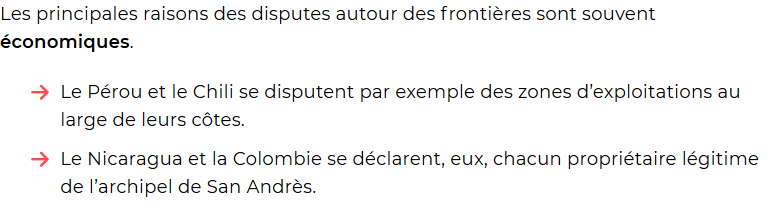 Les principales raisons des disputes autour des frontières sont souvent
économiques.
Le Pérou et le Chili se disputent par exemple des zones d’exploitations au
large de leurs côtes.
Le Nicaragua et la Colombie se déclarent, eux, chacun propriétaire légitime
de l’archipel de San Andrès.